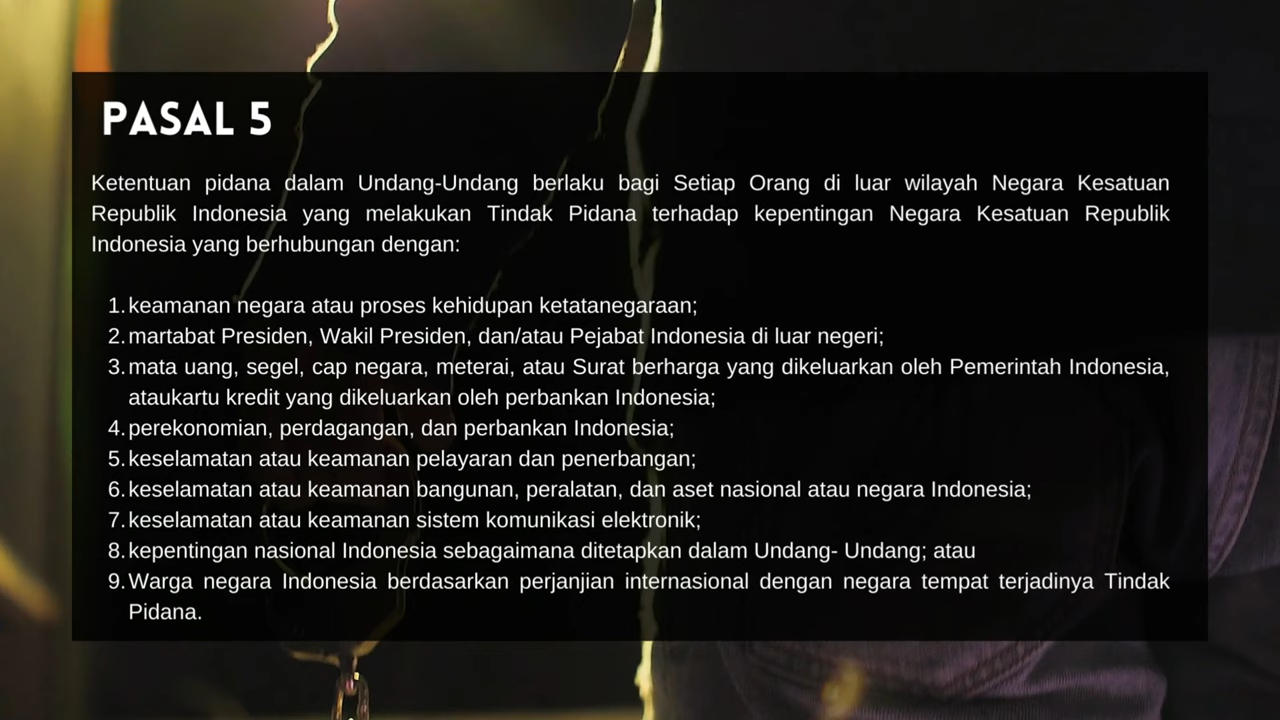 PASAL 5
Ketentuan pidana dalam Undang-Undang berlaku bagi Setiap Orang di luar wilayah Negara Kesatuan
Republik Indonesia yang melakukan Tindak Pidana terhadap kepentingan Negara Kesatuan Republik
Indonesia yang berhubungan dengan:
1. keamanan negara atau proses kehidupan ketatanegaraan;
2. martabat Presiden, Wakil Presiden, dan/atau Pejabat Indonesia di luar negeri;
3. mata uang, segel, cap negara, meterai, atau Surat berharga yang dikeluarkan oleh Pemerintah Indonesia,
ataukartu kredit yang dikeluarkan oleh perbankan Indonesia;
4. perekonomian, perdagangan, dan perbankan Indonesia;
5. keselamatan atau keamanan pelayaran dan penerbangan;
6. keselamatan atau keamanan bangunan, peralatan, dan aset nasional atau negara Indonesia;
7. keselamatan atau keamanan sistem komunikasi elektronik;
8. kepentingan nasional Indonesia sebagaimana ditetapkan dalam Undang- Undang; atau
9. Warga negara Indonesia berdasarkan perjanjian internasional dengan negara tempat terjadinya Tindak
Pidana.